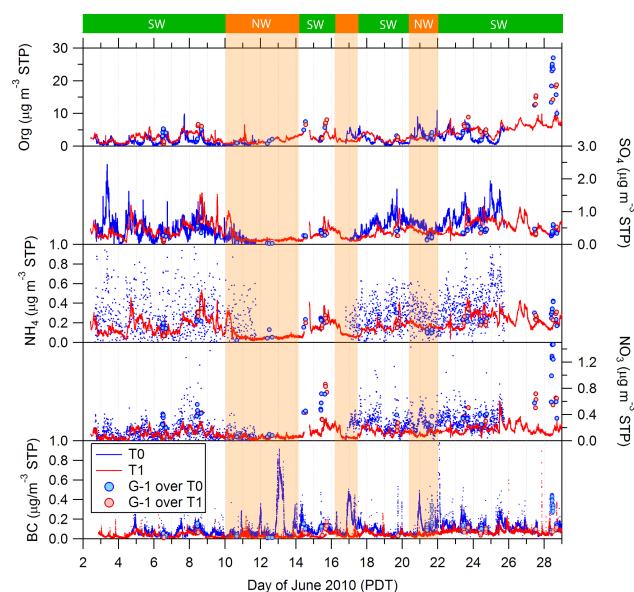 SW NW SW SW NW SW
30
20
10
0
Org (µg m⁻³ STP)
3.0
2.0
1.0
0.0
SO₄ (µg m⁻³ STP)
1.0
0.8
0.6
0.4
0.2
0.0
NH₄ (µg m⁻³ STP)
1.2
0.8
0.4
0.0
NO₃ (µg m⁻³ STP)
1.0
0.8
0.6
0.4
0.2
0.0
BC (µg/m⁻³ STP)
T0
T1
G-1 over T0
G-1 over T1
2 4 6 8 10 12 14 16 18 20 22 24 26 28
Day of June 2010 (PDT)